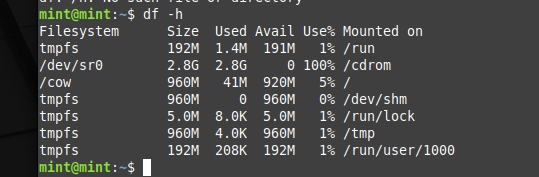 df: /h: No such file or directory
mint@mint:~$ df -h
Filesystem      Size  Used Avail Use% Mounted on
tmpfs           192M  1.4M  191M   1% /run
/dev/sr0        2.8G  2.8G     0 100% /cdrom
/cow            960M   41M  920M   5% /
tmpfs           960M     0  960M   0% /dev/shm
tmpfs           5.0M  8.0K  5.0M   1% /run/lock
tmpfs           960M  4.0K  960M   1% /tmp
tmpfs           192M  208K  192M   1% /run/user/1000
mint@mint:~$